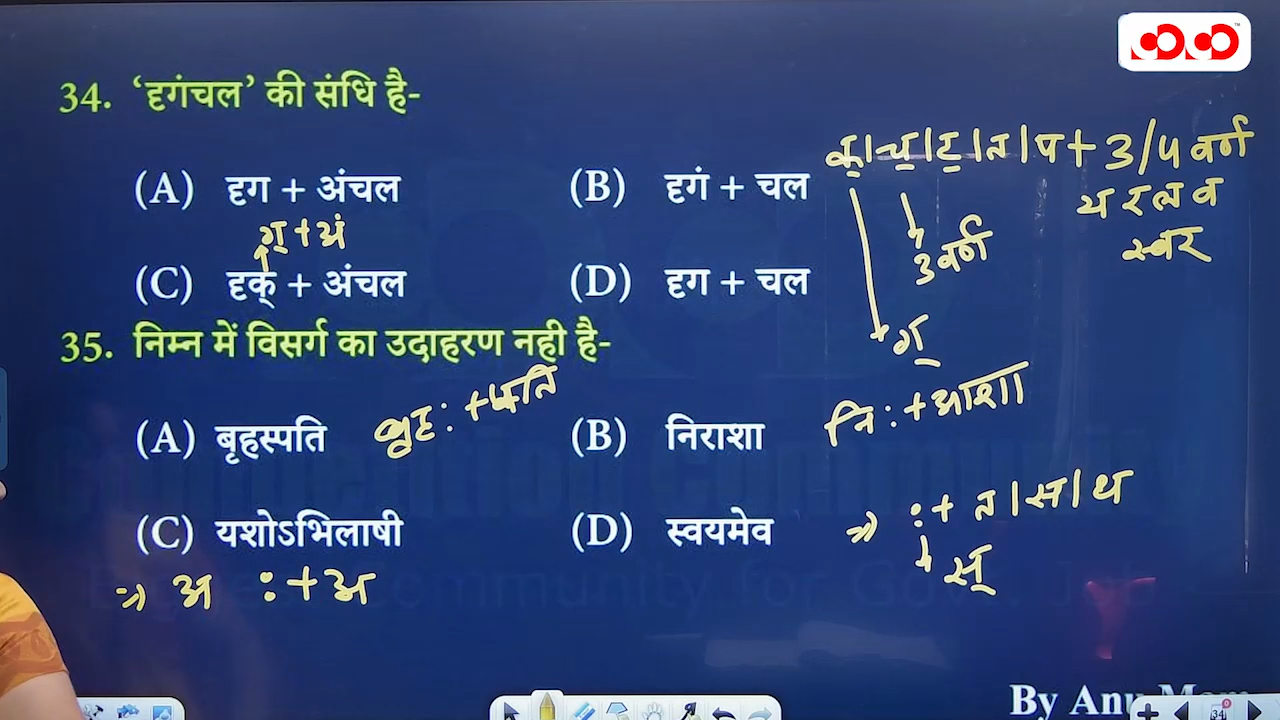 34. ‘दृगंचल’ की संधि है-
(A) दृग + अंचल
(B) दृगं + चल
ग् + अं
(C) दृक् + अंचल
(D) दृग + चल
क् | च् | ट् | त | प + 3/4 वर्ण
य र ल व
स्वर
3 वर्ण
ग्
35. निम्न में विसर्ग का उदाहरण नही है-
(A) बृहस्पति
बृह: + पति
(B) निराशा
नि: + आशा
(C) यशोऽभिलाषी
(D) स्वयमेव
⇒ : + त | स | थ
स्
⇒ अ : + अ
By Anu Mam
34